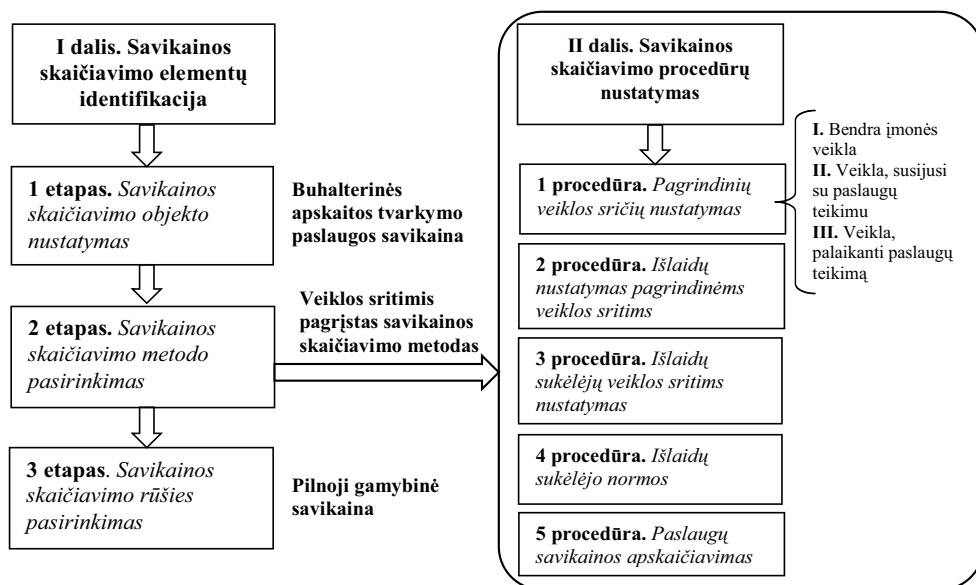 I dalis. Savikainos
skaičiavimo elementų
identifikacija
1 etapas. Savikainos
skaičiavimo objekto
nustatymas
Buhalterinės
apskaitos tvarkymo
paslaugos savikaina
2 etapas. Savikainos
skaičiavimo metodo
pasirinkimas
Veiklos sritimis
pagrįstas savikainos
skaičiavimo metodas
3 etapas. Savikainos
skaičiavimo rūšies
pasirinkimas
Pilnoji gamybinė
savikaina
II dalis. Savikainos
skaičiavimo procedūrų
nustatymas
1 procedūra. Pagrindinių
veiklos sričių nustatymas
I. Bendra įmonės
veikla
II. Veikla, susijusi
su paslaugų
teikimu
III. Veikla,
palaikanti paslaugų
teikimą
2 procedūra. Išlaidų
nustatymas pagrindinėms
veiklos sritims
3 procedūra. Išlaidų
sukėlėjų veiklos sritims
nustatymas
4 procedūra. Išlaidų
sukėlėjo normos
5 procedūra. Paslaugų
savikainos apskaičiavimas